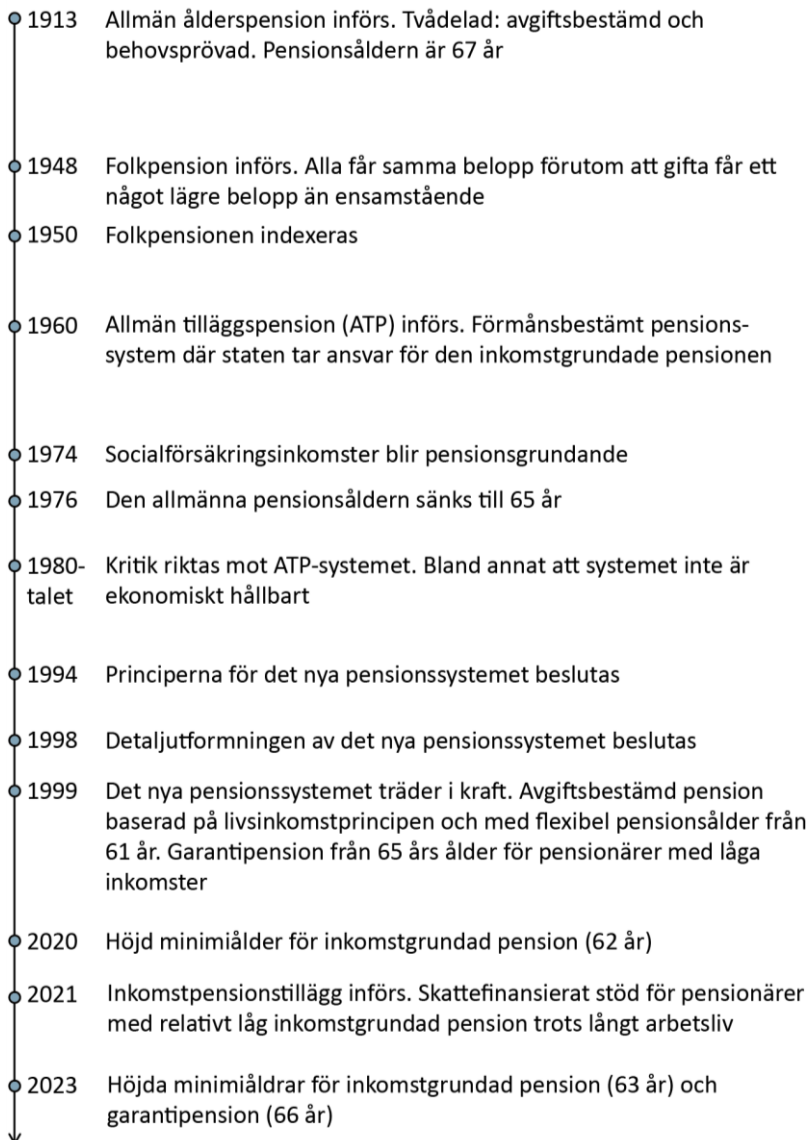 1913 Allmän ålderspension införs. Tvådelad: avgiftsbestämd och
behovsprövad. Pensionsåldern är 67 år
1948 Folkpension införs. Alla får samma belopp förutom att gifta får ett
något lägre belopp än ensamstående
1950 Folkpensionen indexeras
1960 Allmän tilläggspension (ATP) införs. Förmånsbestämt pensions-
system där staten tar ansvar för den inkomstgrundade pensionen
1974 Socialförsäkringsinkomster blir pensionsgrundande
1976 Den allmänna pensionsåldern sänks till 65 år
1980- Kritik riktas mot ATP-systemet. Bland annat att systemet inte är
talet ekonomiskt hållbart
1994 Principerna för det nya pensionssystemet beslutas
1998 Detaljutformningen av det nya pensionssystemet beslutas
1999 Det nya pensionssystemet träder i kraft. Avgiftsbestämd pension
baserad på livsinkomstprincipen och med flexibel pensionsålder från
61 år. Garantipension från 65 års ålder för pensionärer med låga
inkomster
2020 Höjd minimiålder för inkomstgrundad pension (62 år)
2021 Inkomstpensionstillägg införs. Skattefinansierat stöd för pensionärer
med relativt låg inkomstgrundad pension trots långt arbetsliv
2023 Höjda minimiåldrar för inkomstgrundad pension (63 år) och
garantipension (66 år)